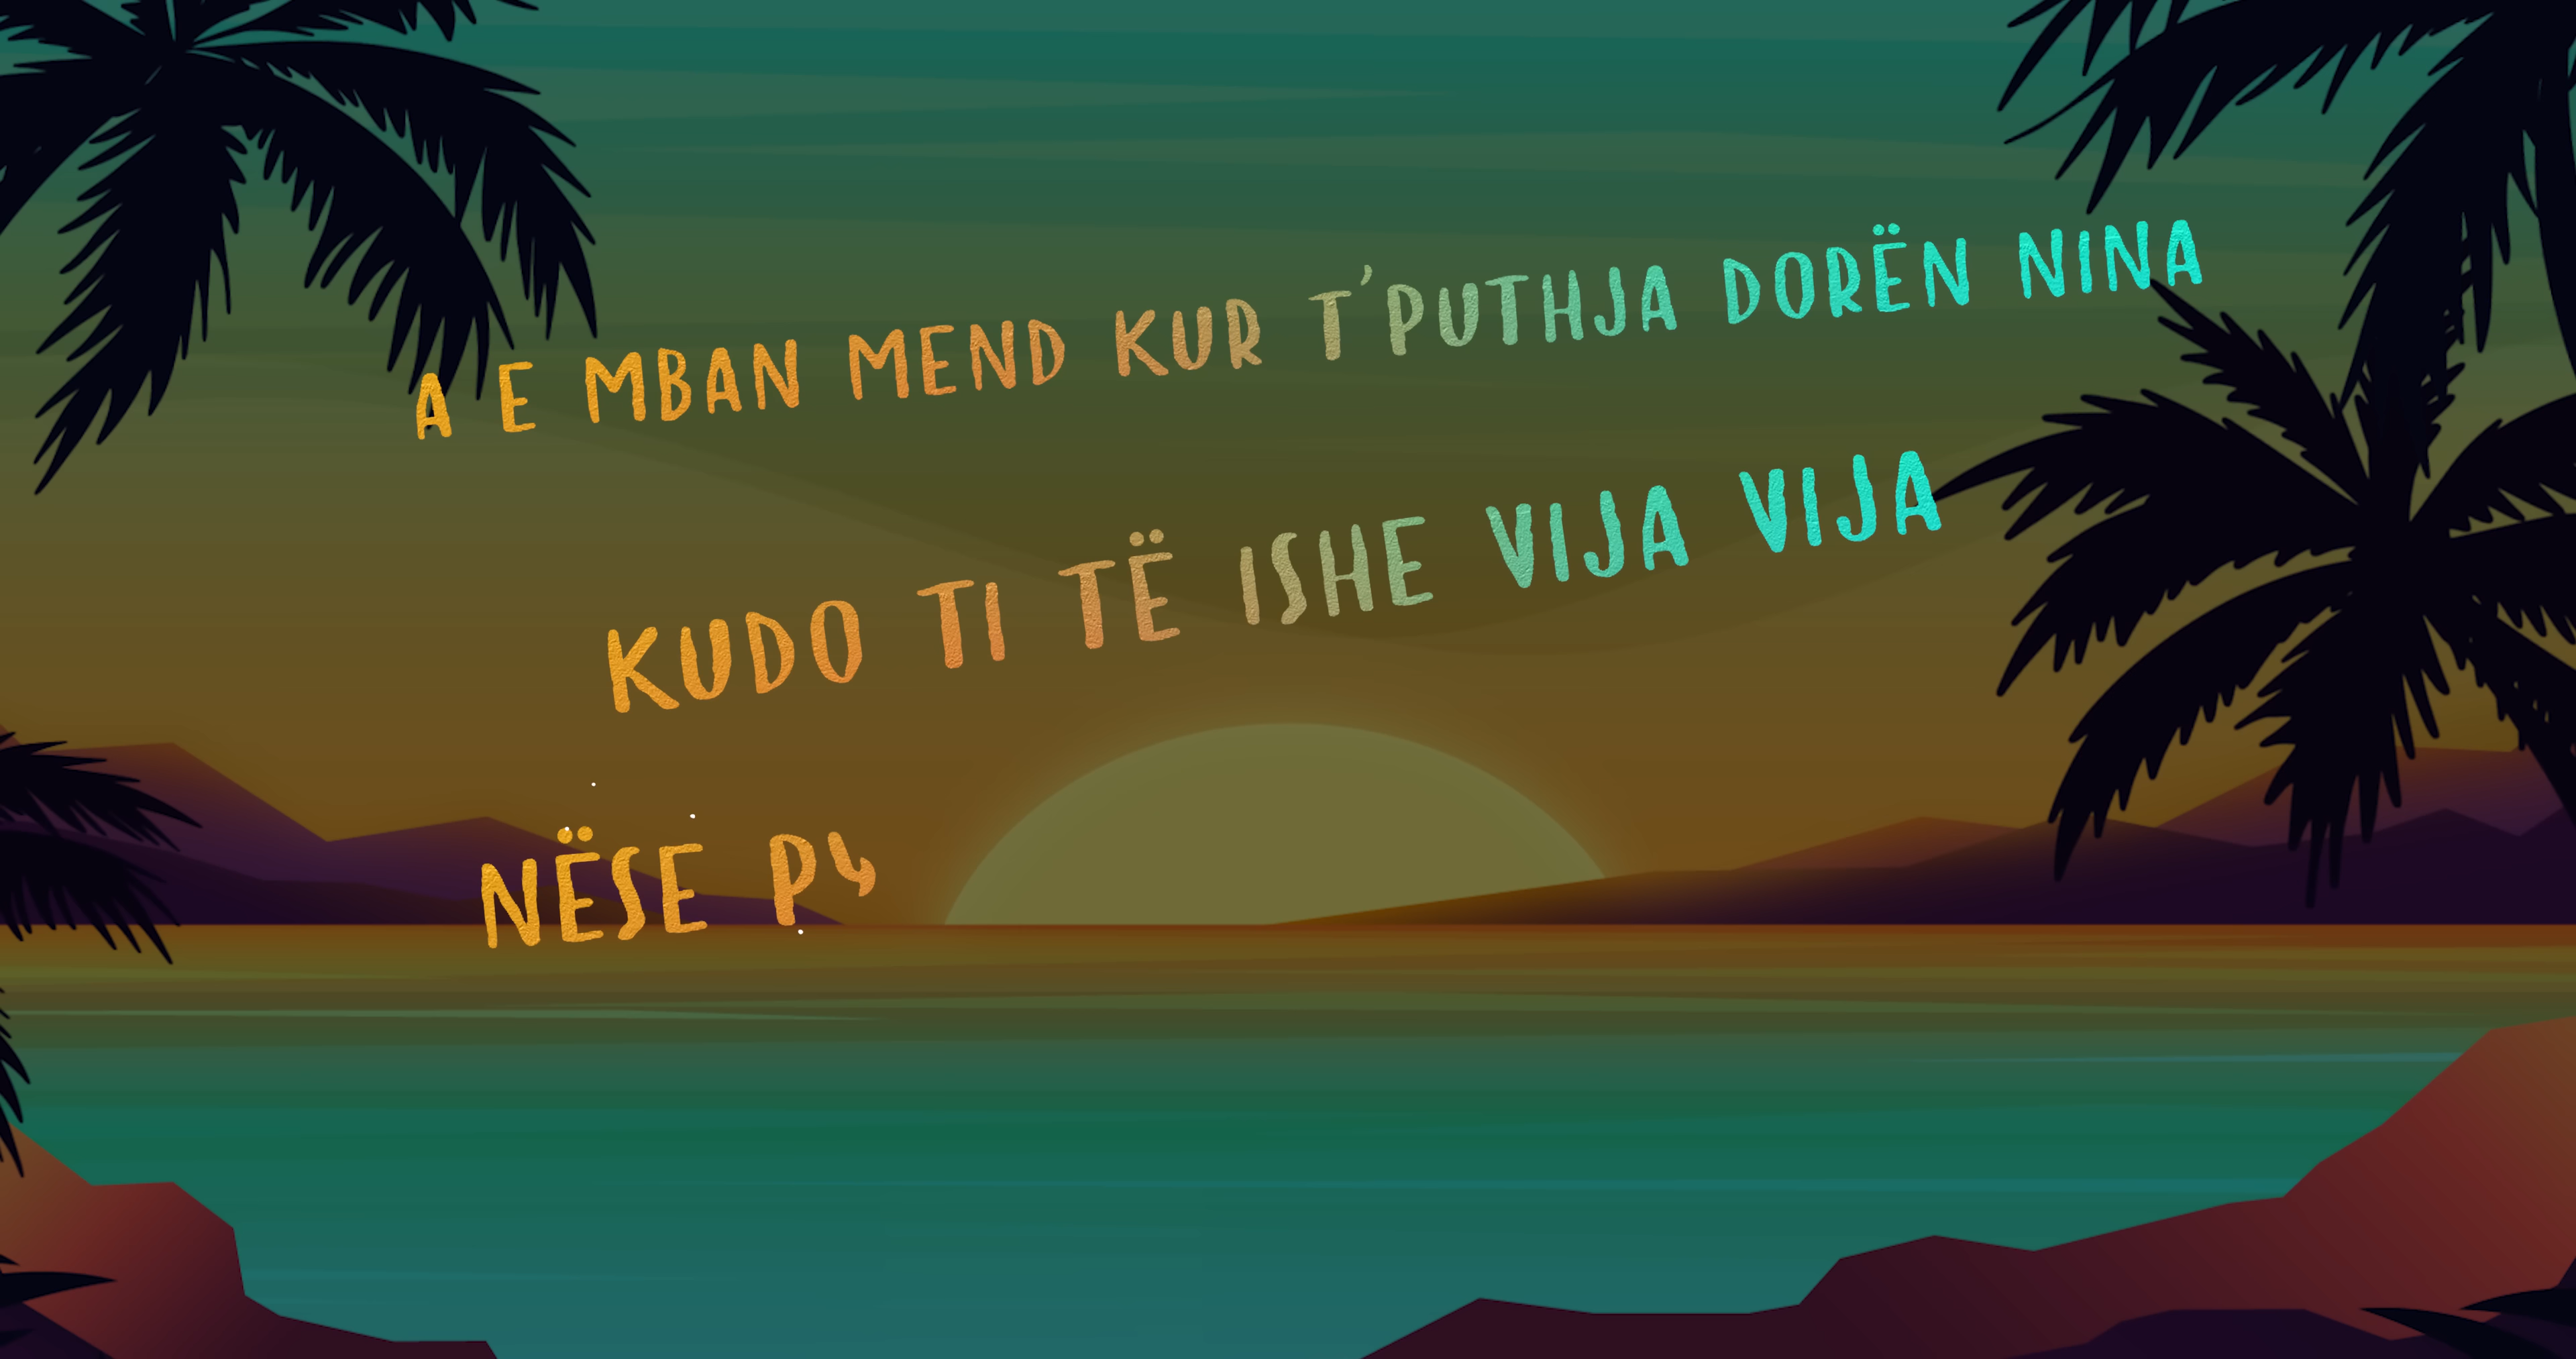 A E MBAN MEND KUR T'PUTHJA DORËN NINA
KUDO TI TË ISHE VIJA VIJA
NËSE P